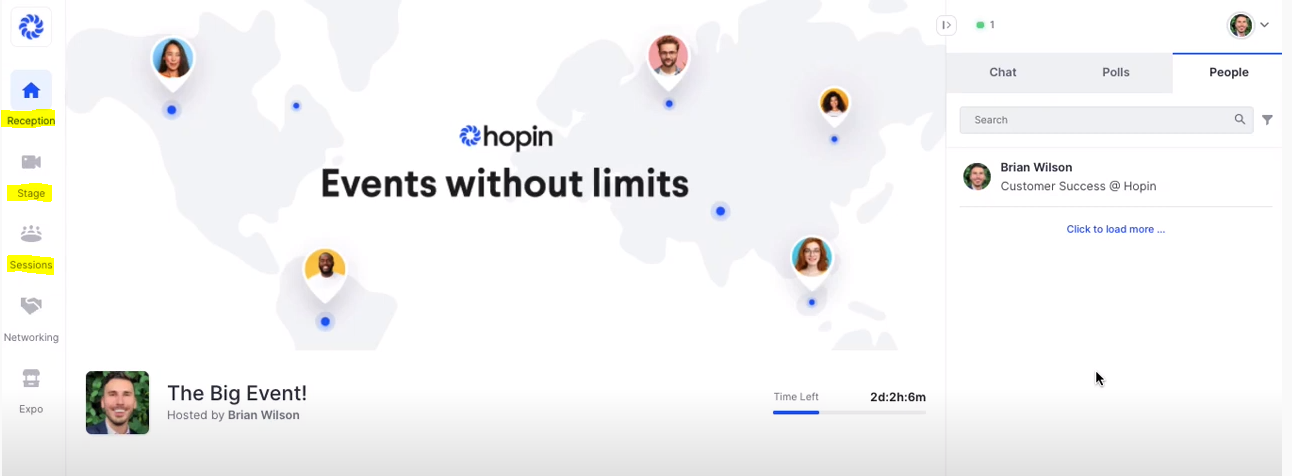 Reception
Stage
Sessions
Networking
Expo
hopin
Events without limits
The Big Event!
Hosted by Brian Wilson
Time Left 2d:2h:6m
1
Chat Polls People
Search
Brian Wilson
Customer Success @ Hopin
Click to load more ...